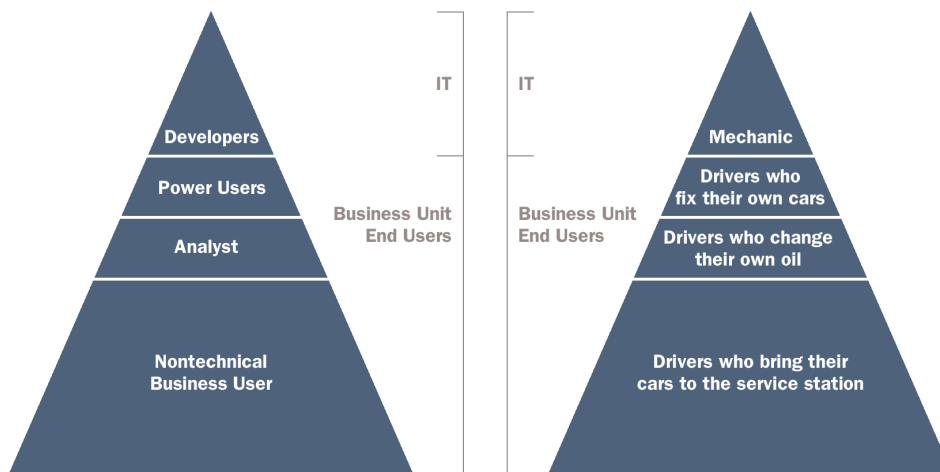 Developers
Power Users
Analyst
Nontechnical
Business User
IT
Business Unit
End Users
IT
Business Unit
End Users
Mechanic
Drivers who
fix their own cars
Drivers who change
their own oil
Drivers who bring their
cars to the service station